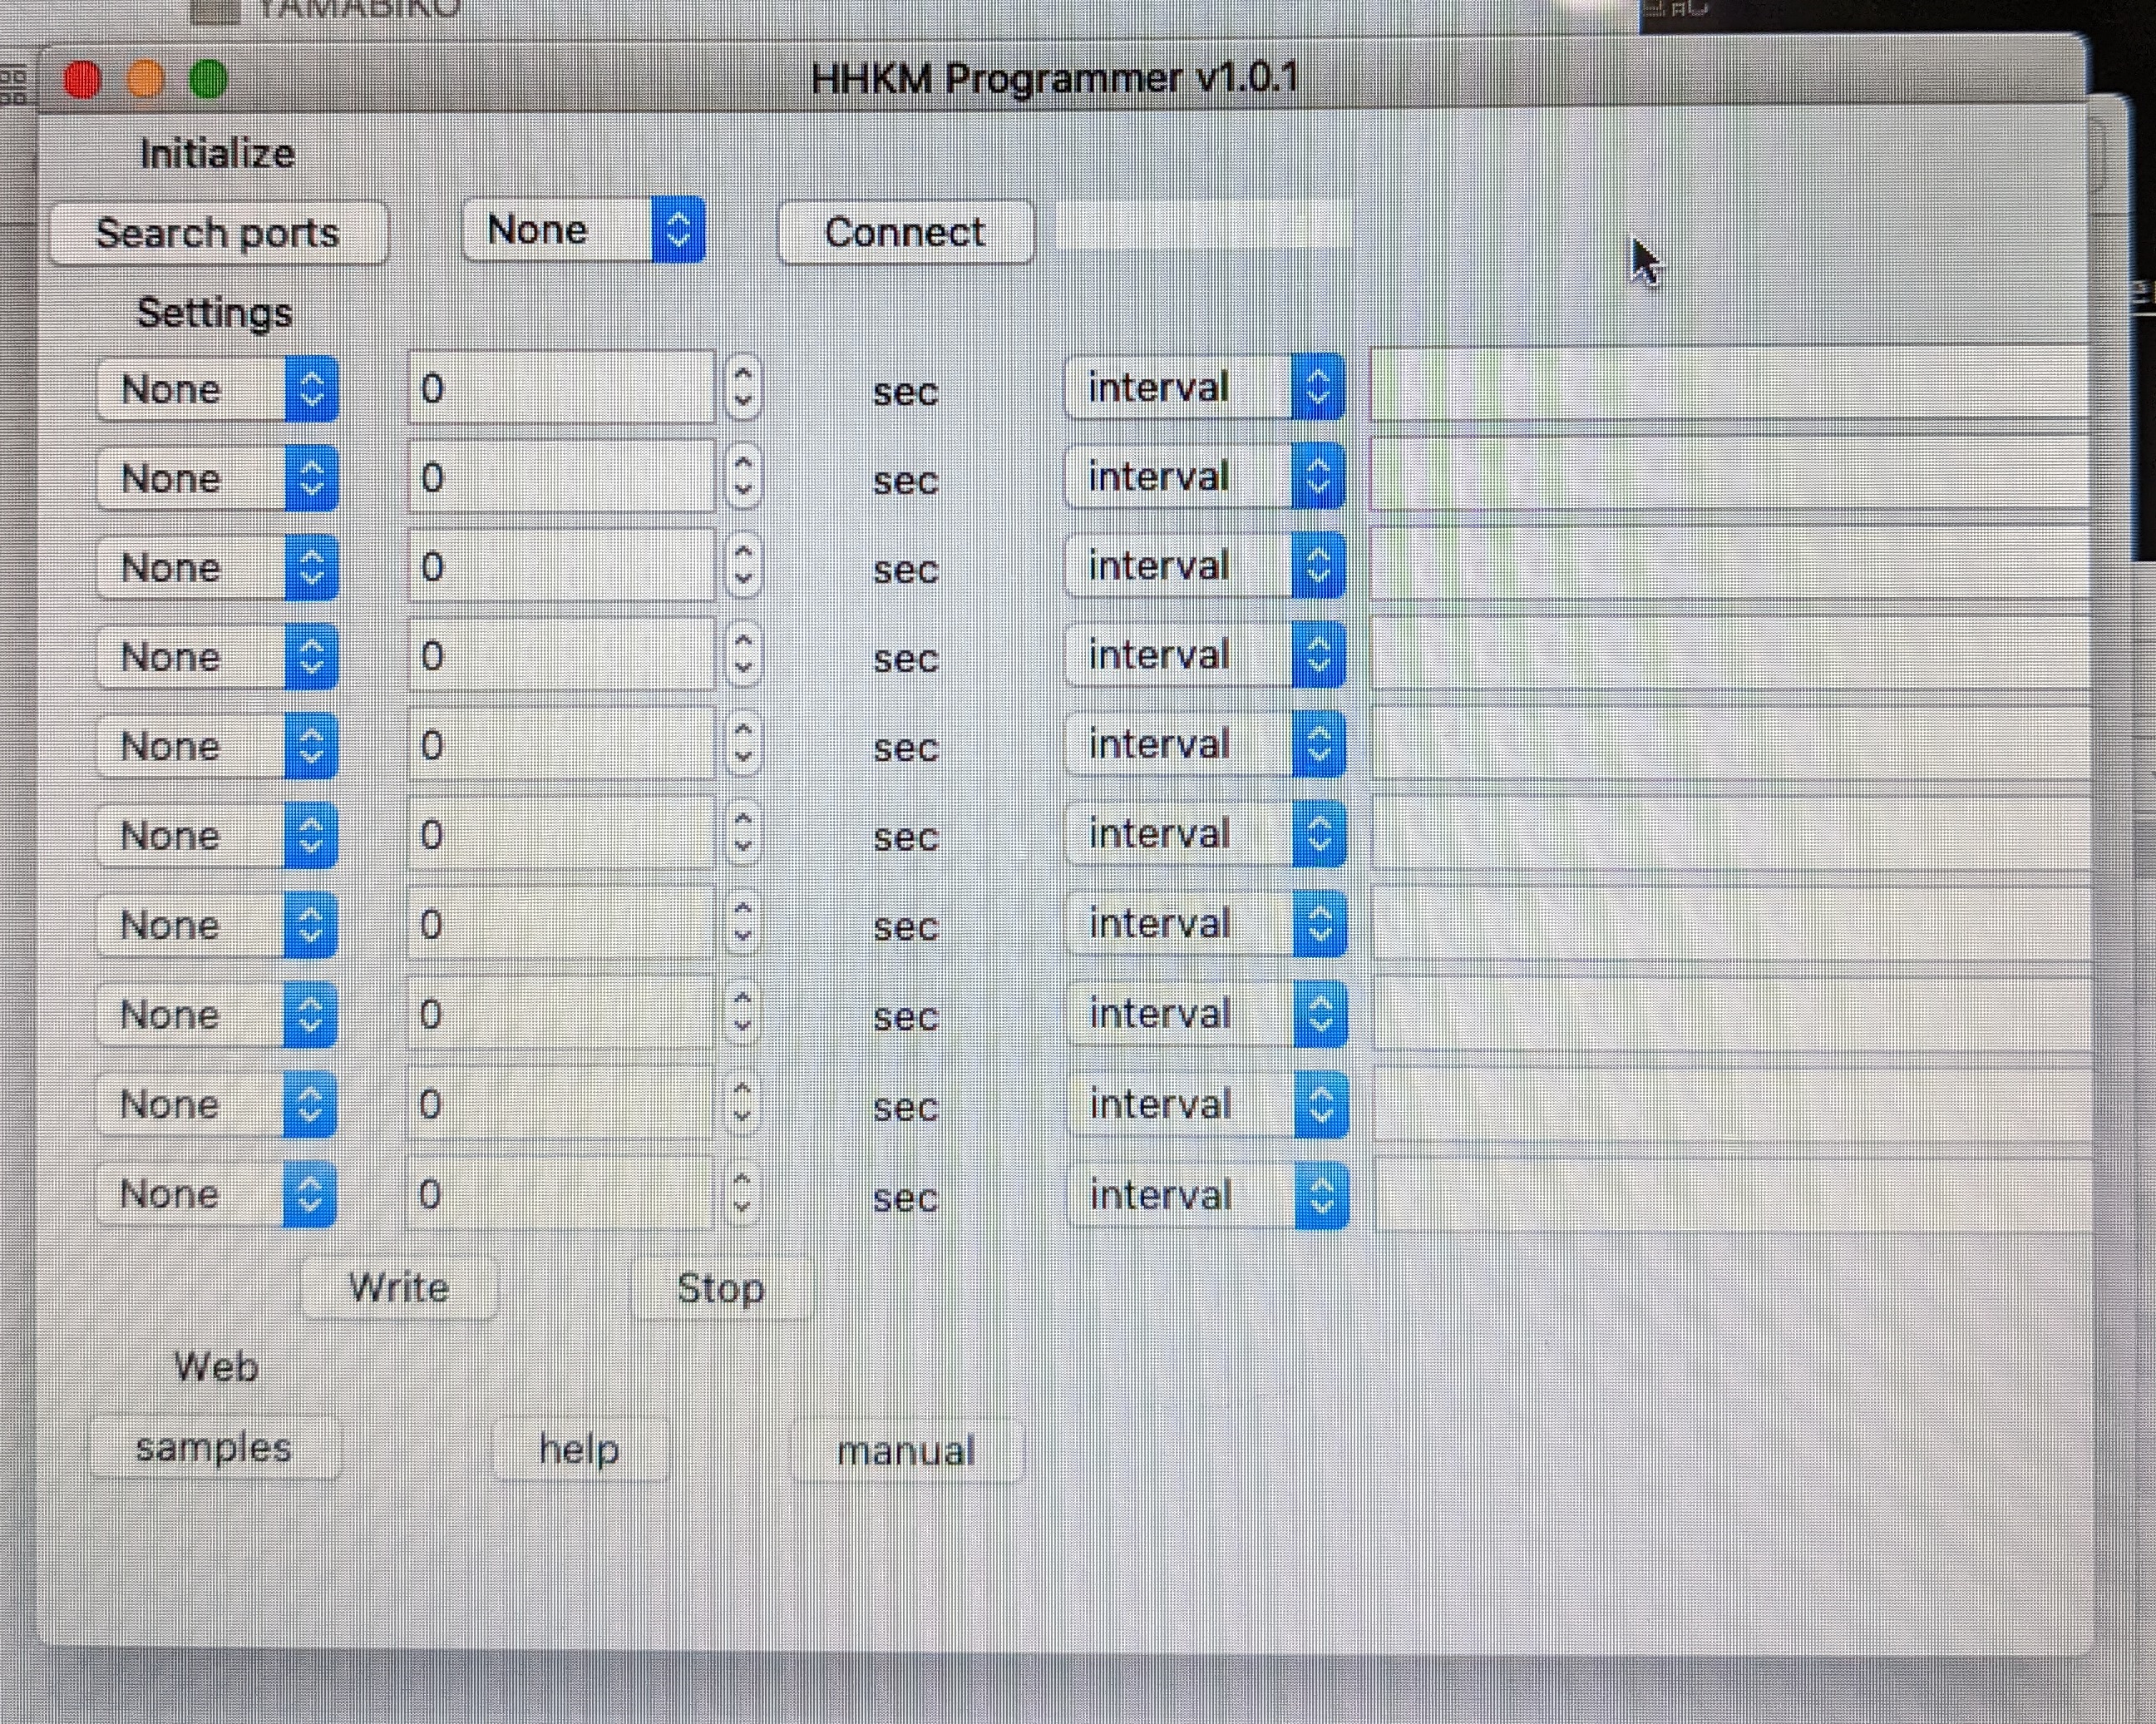 YAMABIKO
HHKM Programmer v1.0.1
Initialize
Search ports None Connect
Settings
None 0 sec interval
None 0 sec interval
None 0 sec interval
None 0 sec interval
None 0 sec interval
None 0 sec interval
None 0 sec interval
None 0 sec interval
None 0 sec interval
None 0 sec interval
Write Stop
Web
samples help manual